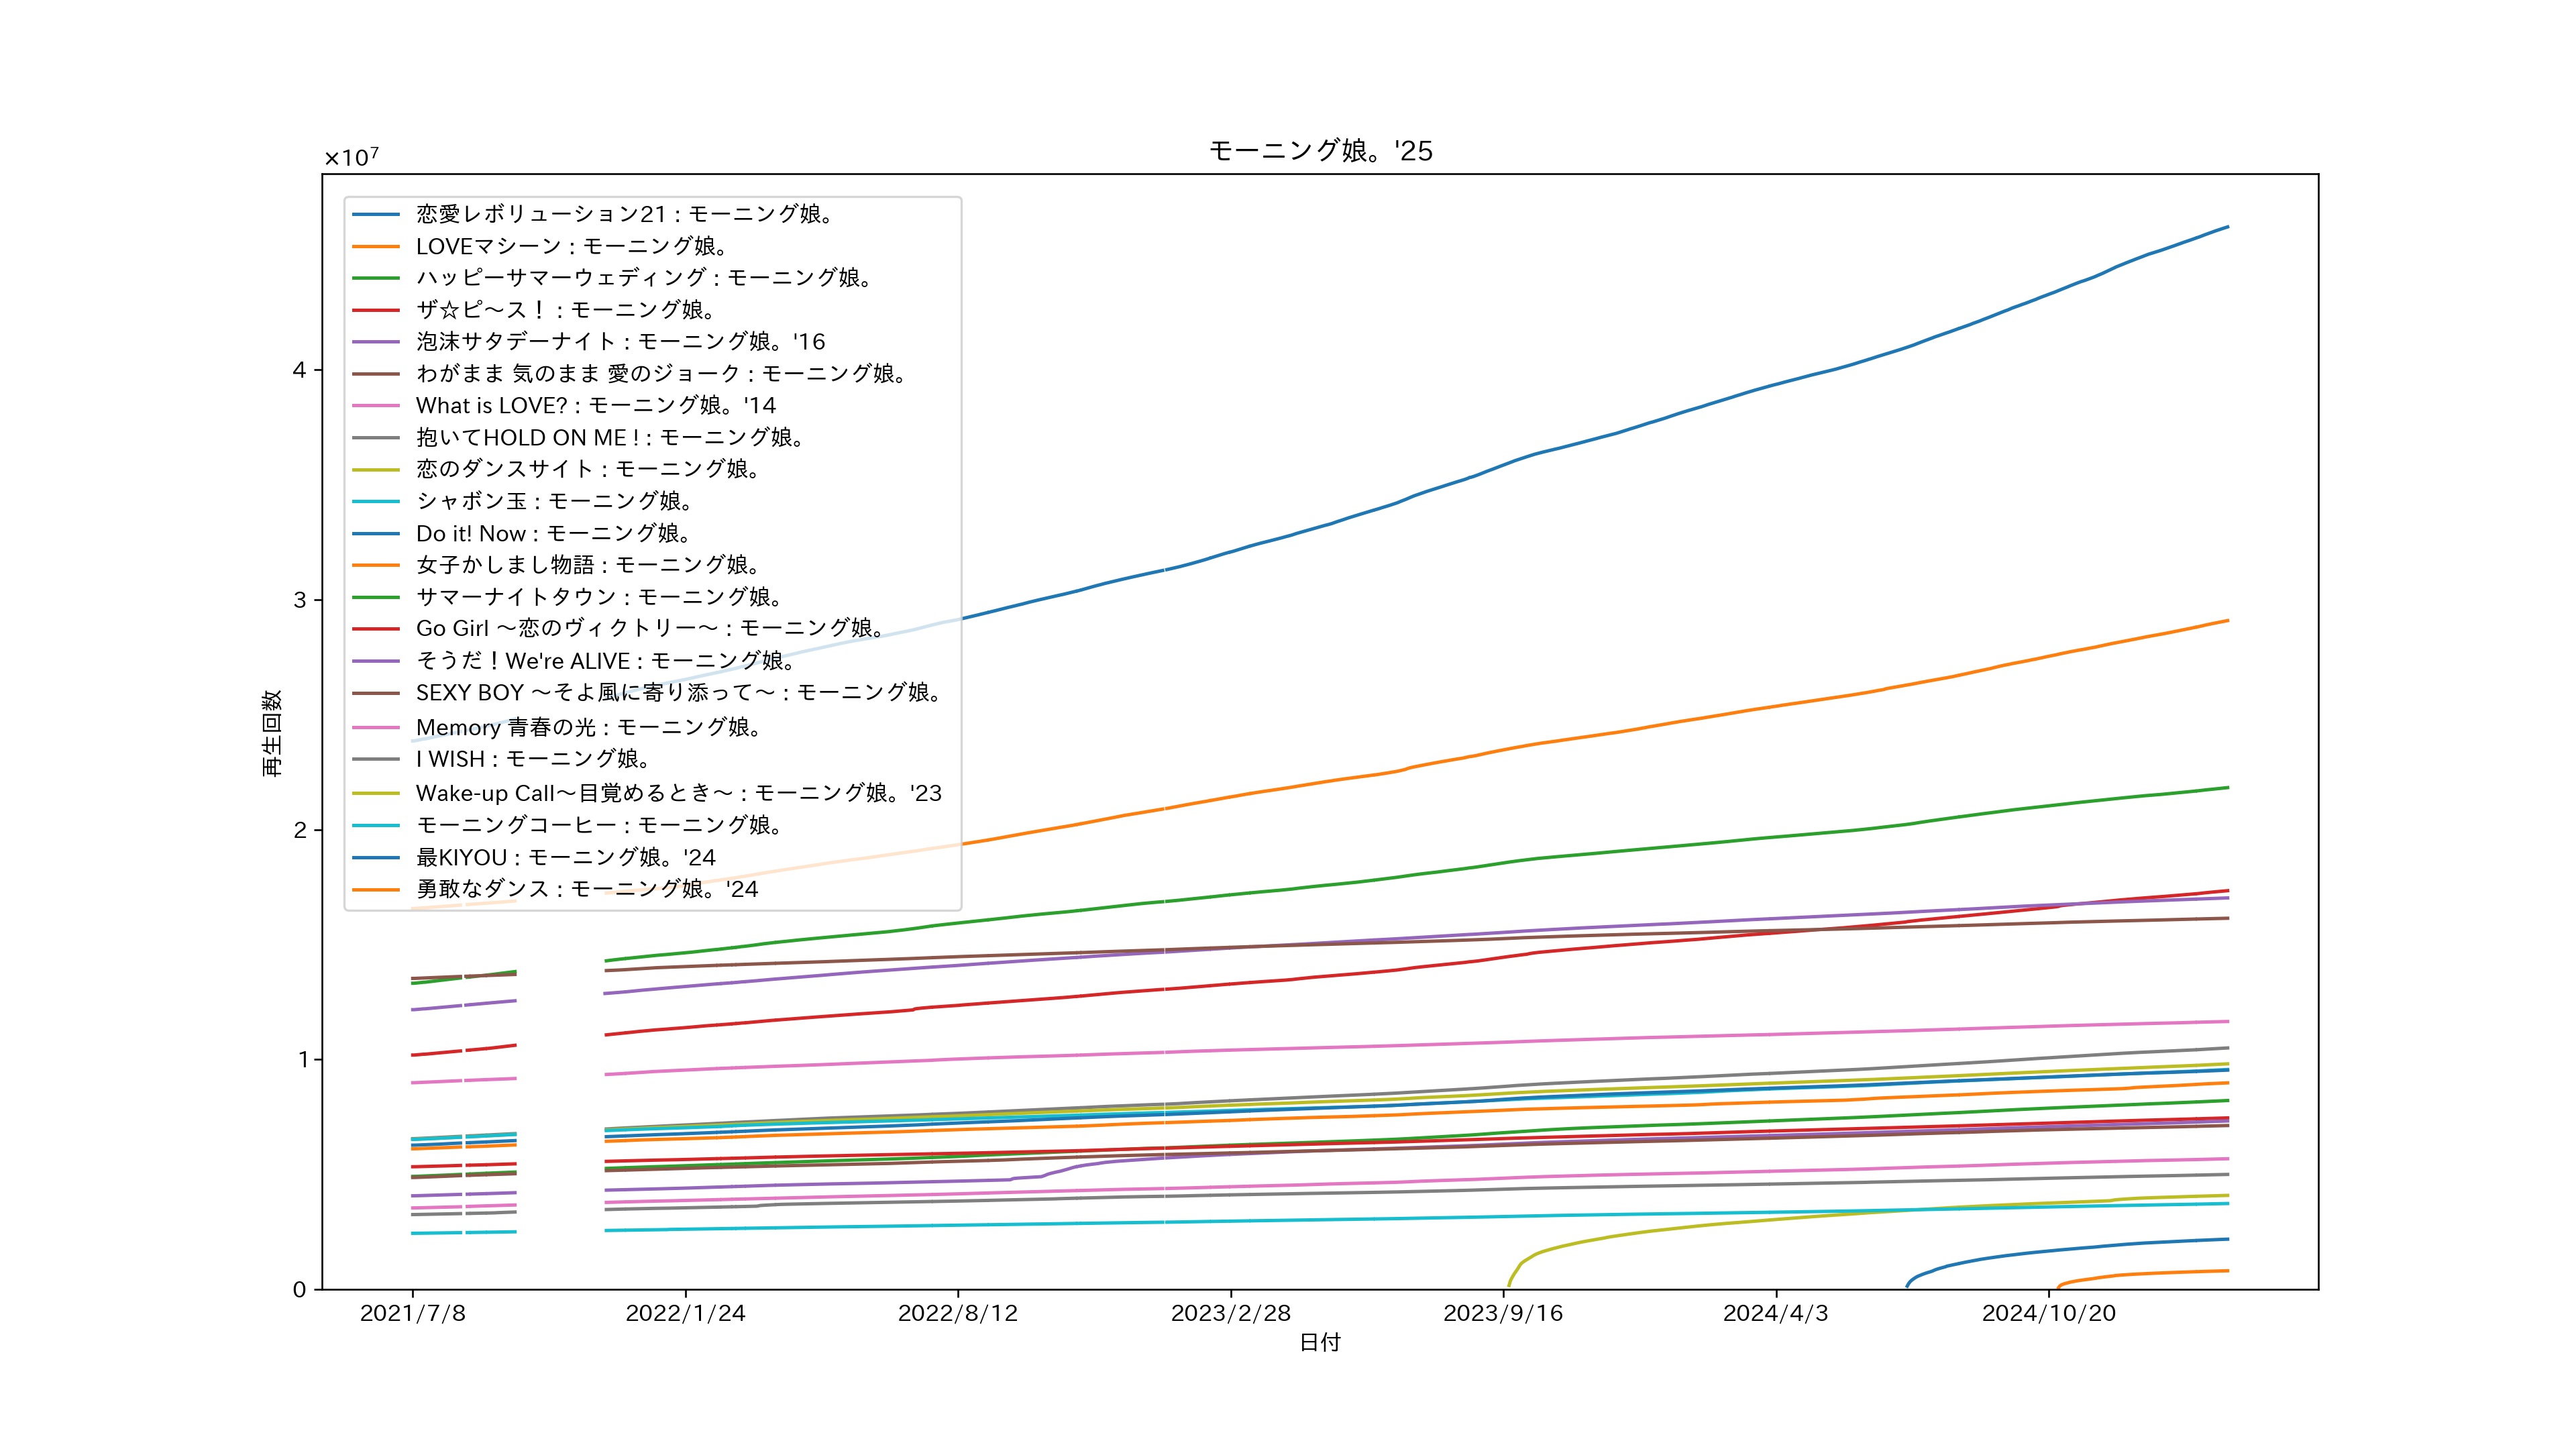 モーニング娘。'25
×10⁷
恋愛レボリューション21 : モーニング娘。
LOVEマシーン : モーニング娘。
ハッピーサマーウェディング : モーニング娘。
ザ☆ピ〜ス！ : モーニング娘。
泡沫サタデーナイト : モーニング娘。'16
わがまま 気のまま 愛のジョーク : モーニング娘。
What is LOVE? : モーニング娘。'14
抱いてHOLD ON ME ! : モーニング娘。
恋のダンスサイト : モーニング娘。
シャボン玉 : モーニング娘。
Do it! Now : モーニング娘。
女子かしまし物語 : モーニング娘。
サマーナイトタウン : モーニング娘。
Go Girl 〜恋のヴィクトリー〜 : モーニング娘。
そうだ！We're ALIVE : モーニング娘。
SEXY BOY 〜そよ風に寄り添って〜 : モーニング娘。
Memory 青春の光 : モーニング娘。
I WISH : モーニング娘。
Wake-up Call〜目覚めるとき〜 : モーニング娘。'23
モーニングコーヒー : モーニング娘。
最KIYOU : モーニング娘。'24
勇敢なダンス : モーニング娘。'24
再生回数
4
3
2
1
0
2021/7/8
2022/1/24
2022/8/12
2023/2/28
2023/9/16
2024/4/3
2024/10/20
日付